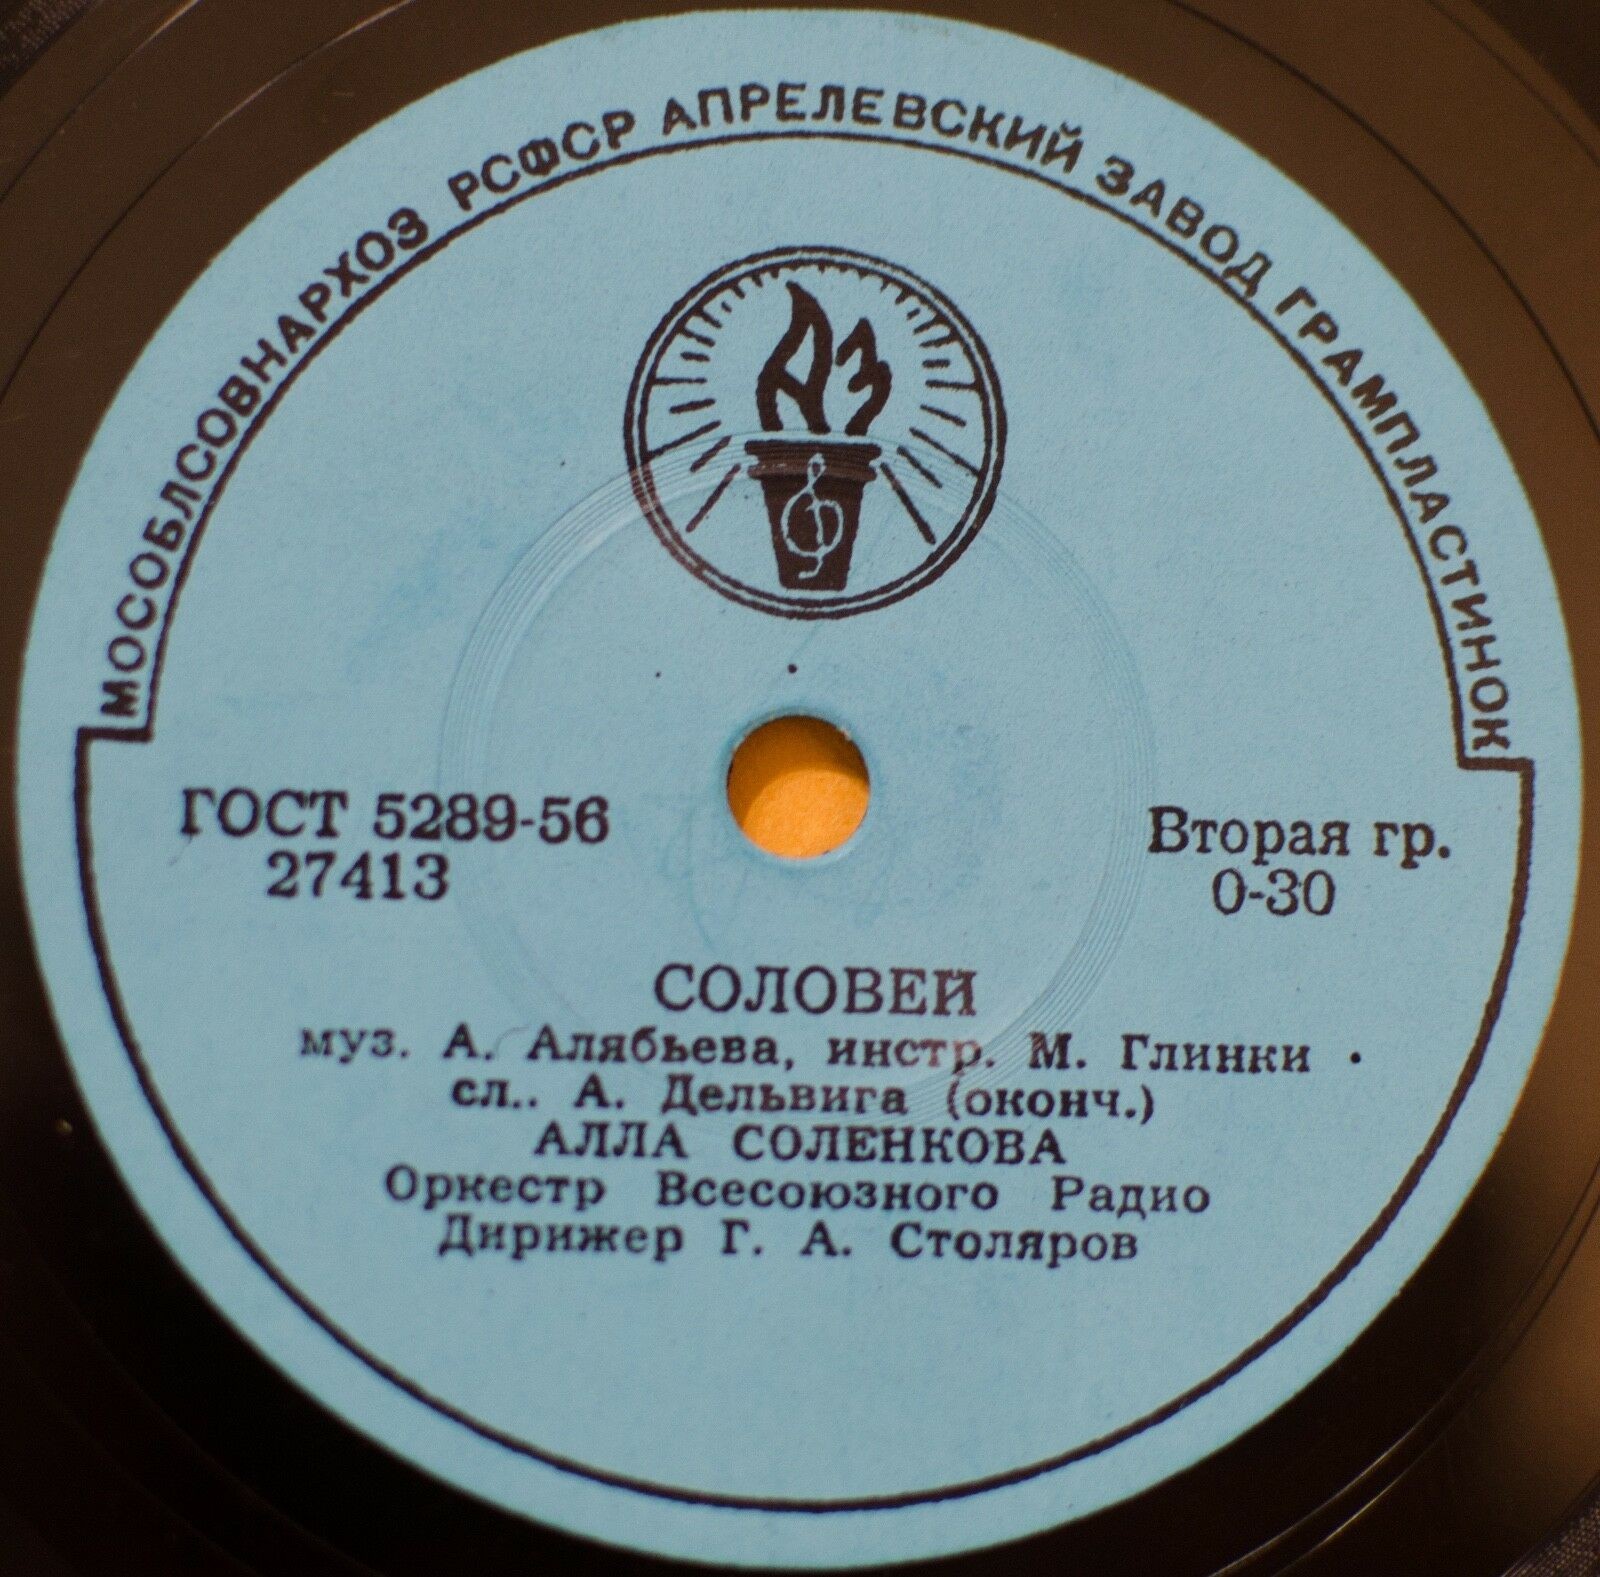 МОСОБЛСОВНАРХОЗ РСФСР АПРЕЛЕВСКИЙ ЗАВОД ГРАМПЛАСТИНОК
АЗ
ГОСТ 5289-56
27413
Вторая гр.
0-30
СОЛОВЕЙ
муз. А. Алябьева, инстр. М. Глинки
сл.. А. Дельвига (оконч.)
АЛЛА СОЛЕНКОВА
Оркестр Всесоюзного Радио
Дирижер Г. А. Столяров